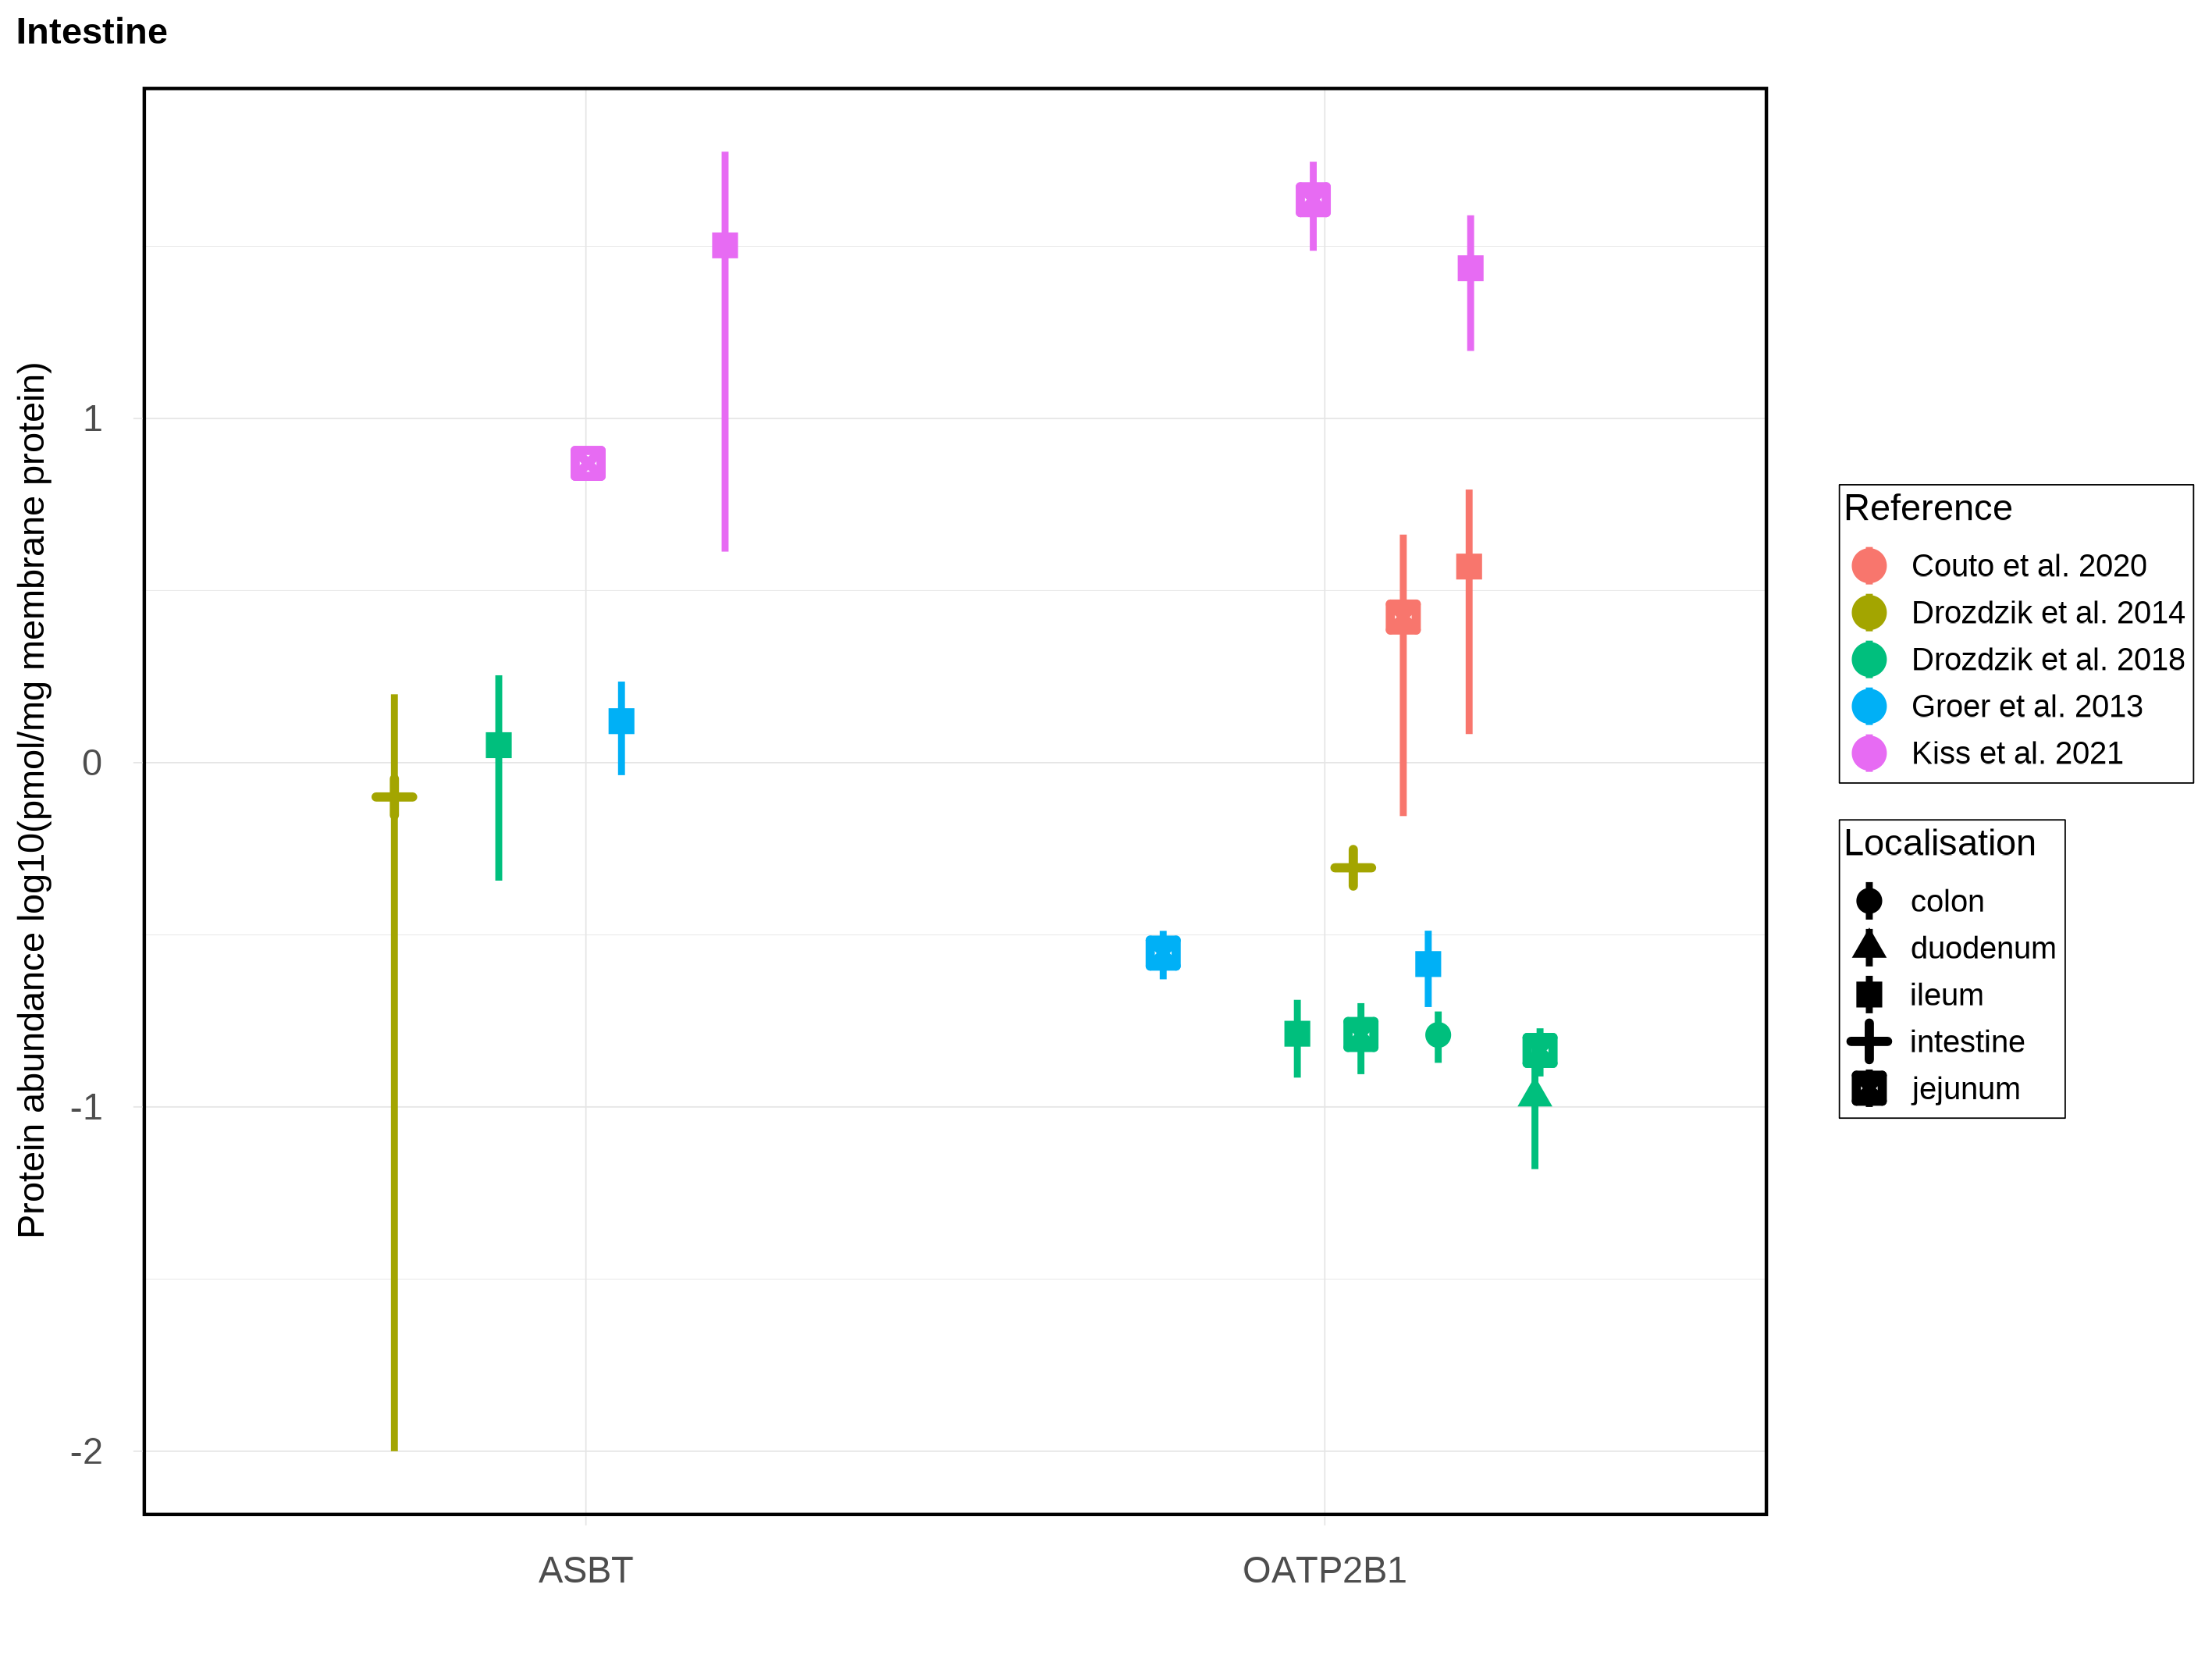 Intestine
Protein abundance log10(pmol/mg membrane protein)
1
0
-1
-2
ASBT
OATP2B1
Reference
Couto et al. 2020
Drozdzik et al. 2014
Drozdzik et al. 2018
Groer et al. 2013
Kiss et al. 2021
Localisation
colon
duodenum
ileum
intestine
jejunum